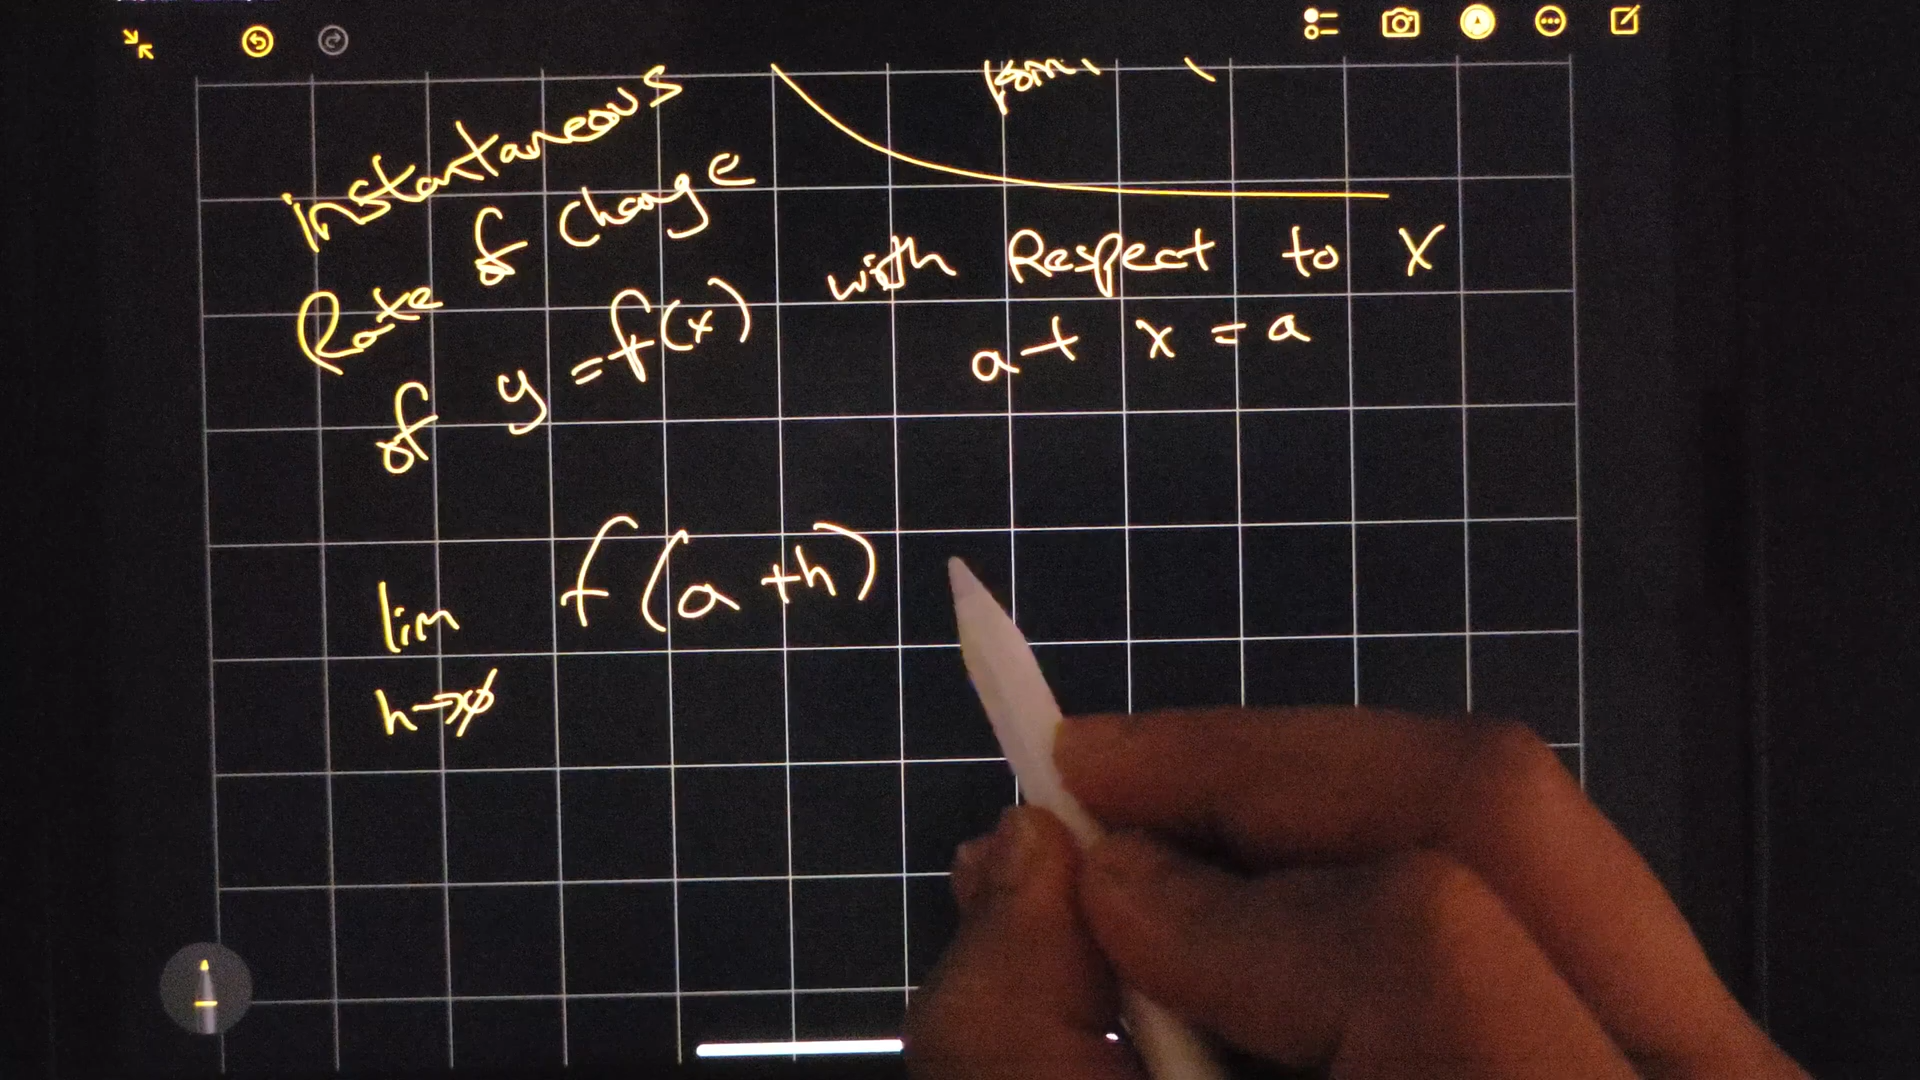 instantaneous
Rate of change
of y = f(x) with Respect to X
at x = a
lim f(a+h)
h→0